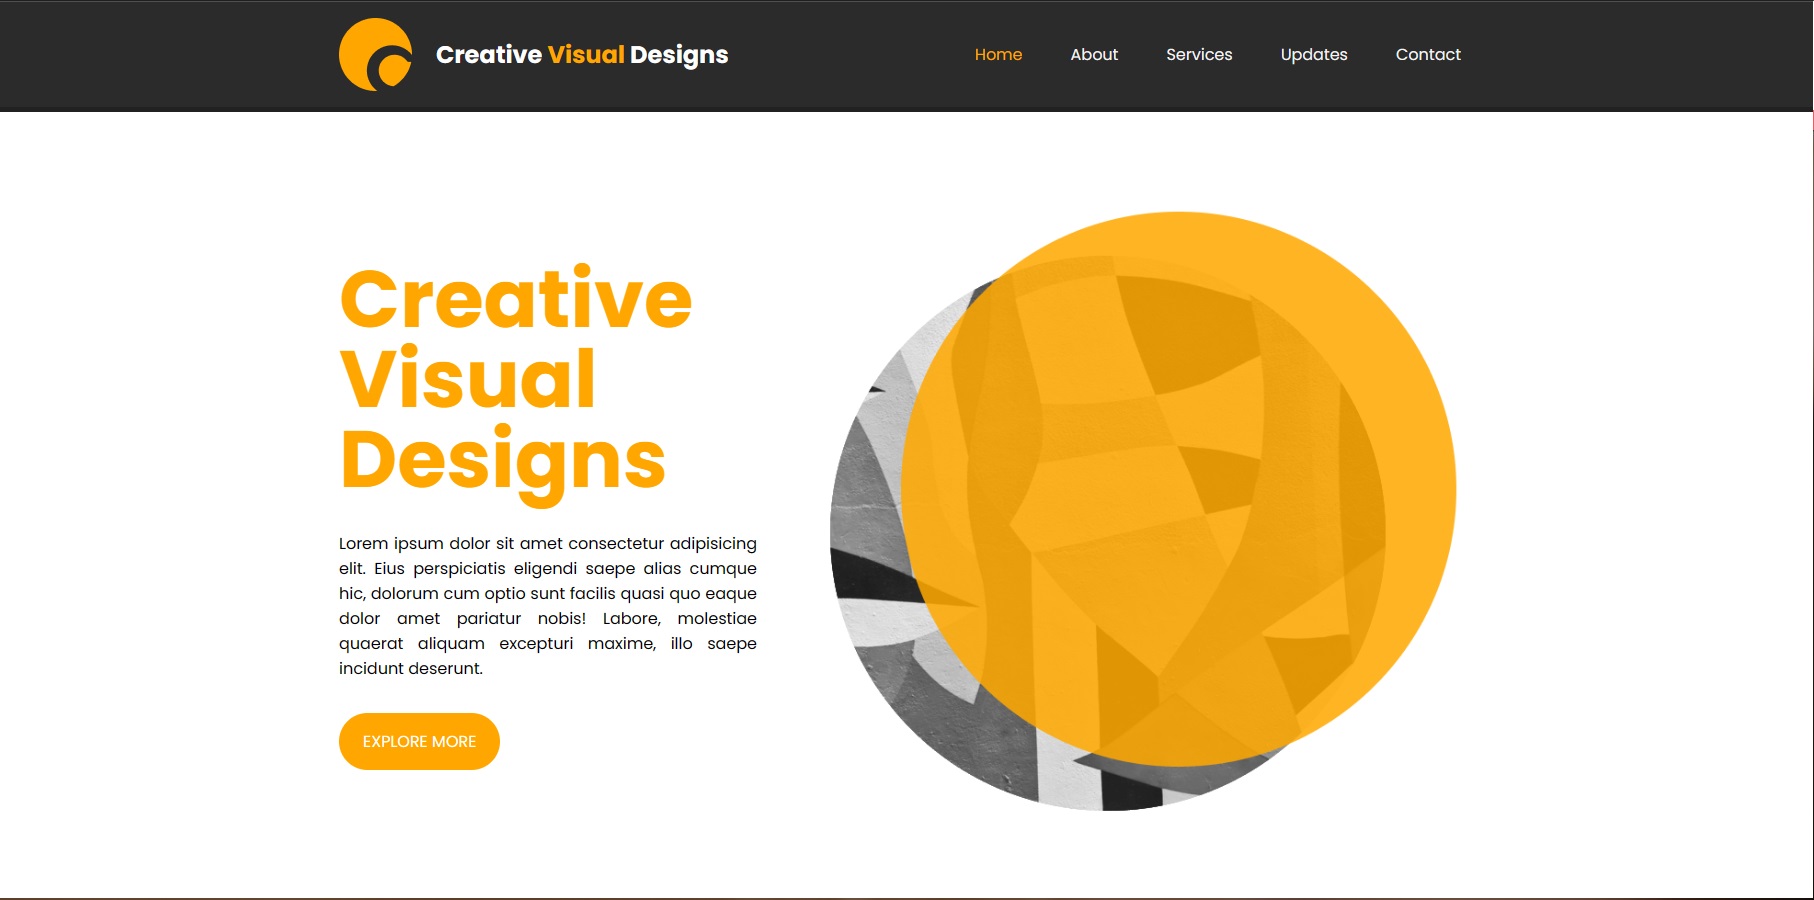 Creative Visual Designs
Home About Services Updates Contact
Creative
Visual
Designs
Lorem ipsum dolor sit amet consectetur adipisicing
elit. Eius perspiciatis eligendi saepe alias cumque
hic, dolorum cum optio sunt facilis quasi quo eaque
dolor amet pariatur nobis! Labore, molestiae
quaerat aliquam excepturi maxime, illo saepe
incidunt deserunt.
EXPLORE MORE